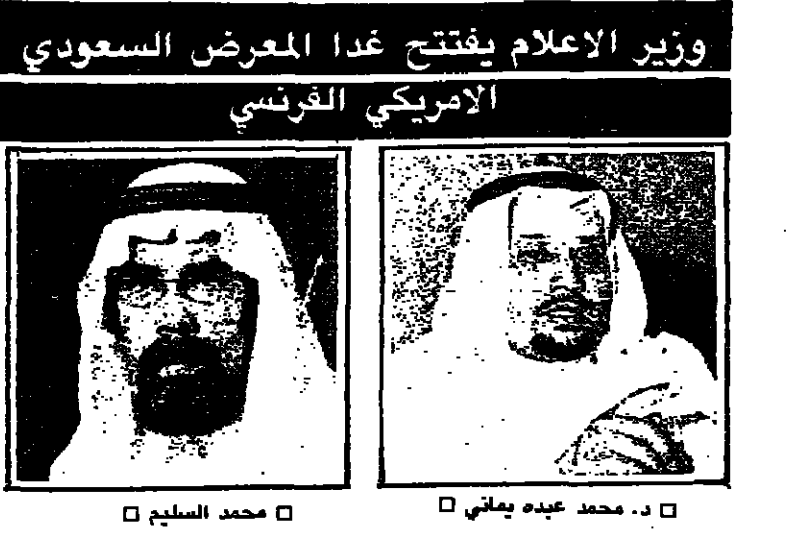 وزير الاعلام يفتتح غدا المعرض السعودي
الامريكي الفرنسي
□ د. محمد عبده يماني □
□ محمد السليم □